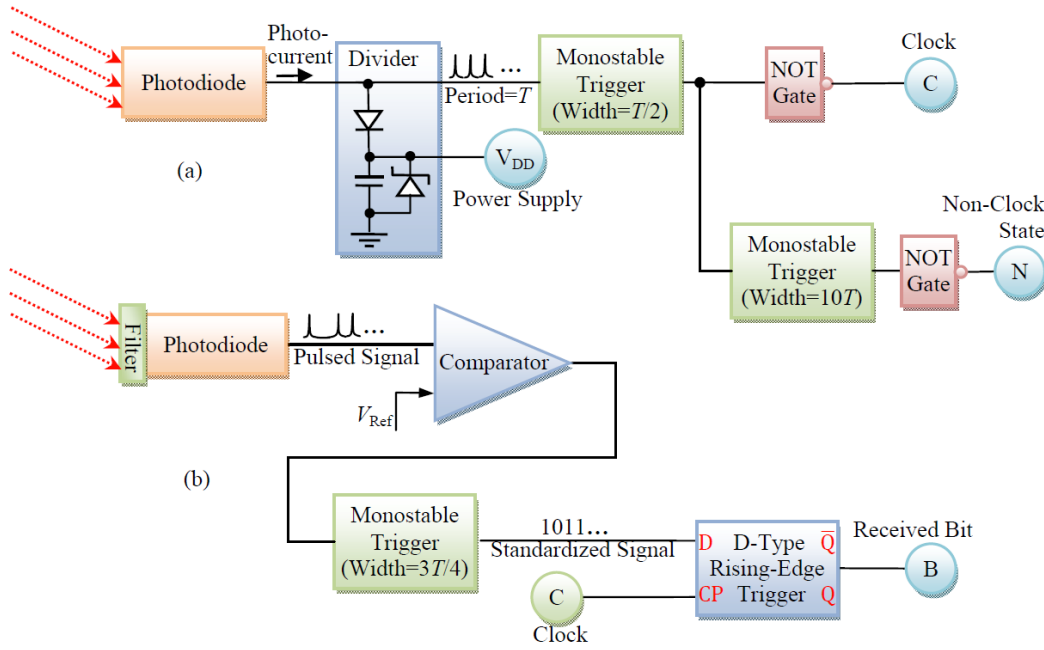 Photo-
current
Photodiode
Divider
Period=T
Monostable
Trigger
(Width=T/2)
NOT
Gate
Clock
C
(a)
V_DD
Power Supply
Monostable
Trigger
(Width=10T)
NOT
Gate
Non-Clock
State
N
Filter
Photodiode
Pulsed Signal
Comparator
V_Ref
(b)
Monostable
Trigger
(Width=3T/4)
1011...
Standardized Signal
C
Clock
D D-Type Q̅
Rising-Edge
CP Trigger Q
Received Bit
B